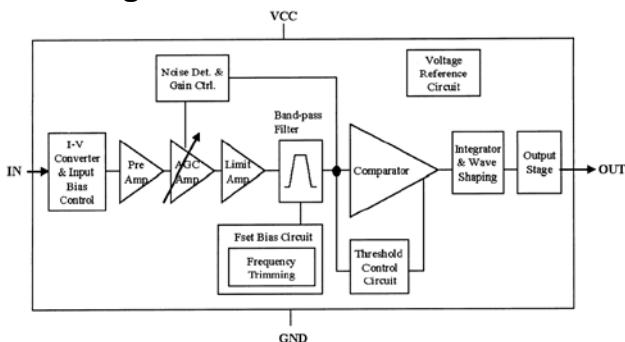 VCC
Noise Det. &
Gain Ctrl.
Voltage
Reference
Circuit
Band-pass
Filter
IN
I-V
Converter
& Input
Bias
Control
Pre
Amp
AGC
Amp
Limit
Amp
Comparator
Integrator
& Wave
Shaping
Output
Stage
OUT
Fset Bias Circuit
Frequency
Trimming
Threshold
Control
Circuit
GND